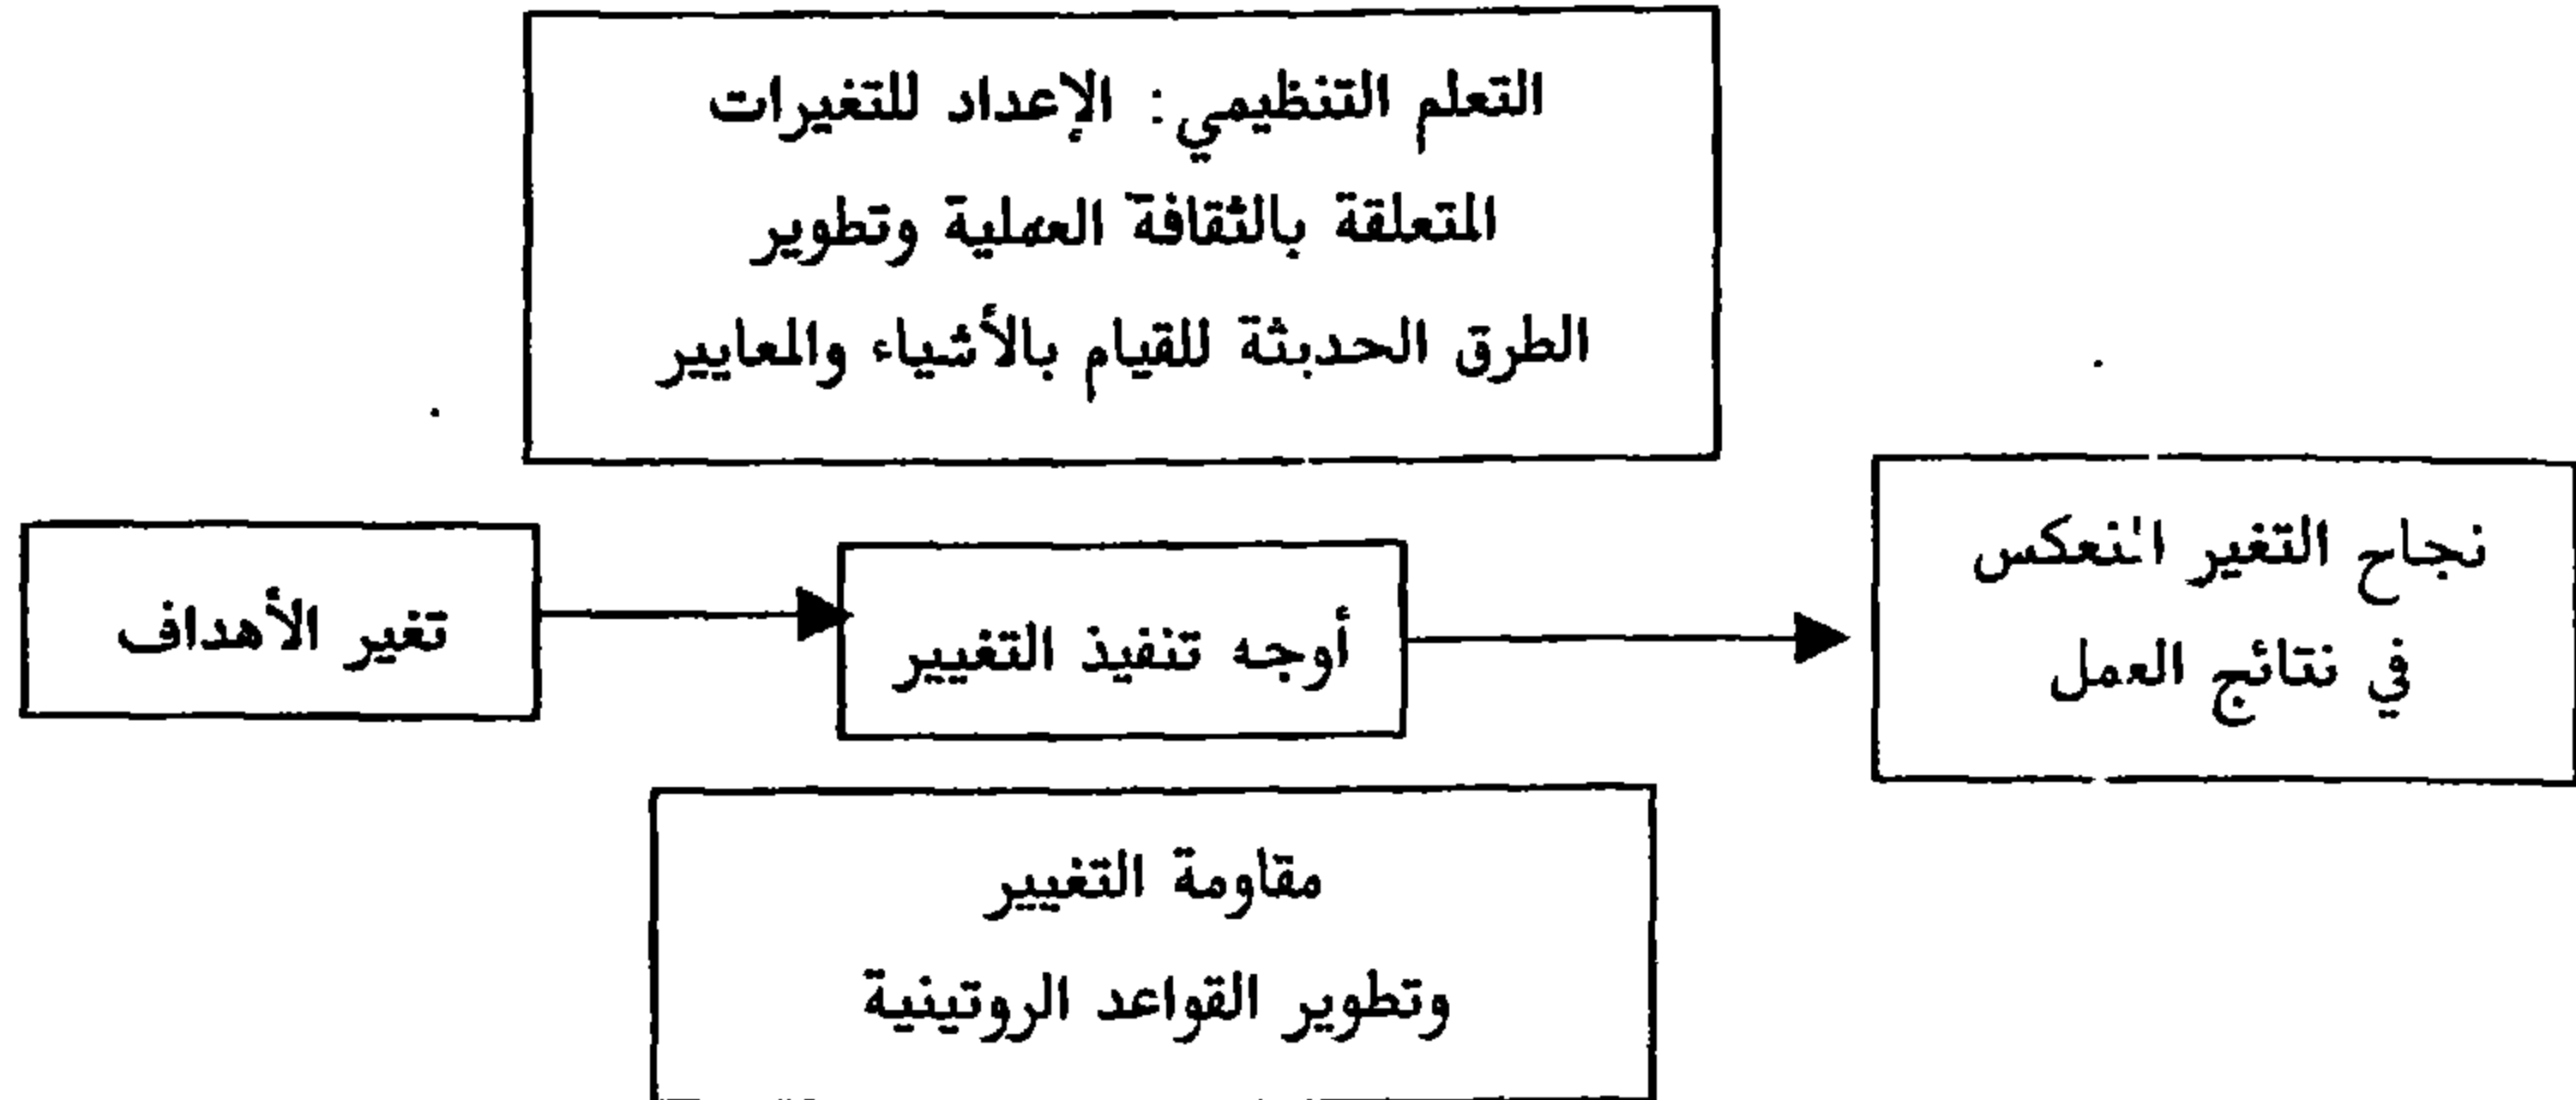 التعلم التنظيمي: الإعداد للتغيرات
المتعلقة بالثقافة العملية وتطوير
الطرق الحديثة للقيام بالأشياء والمعايير
نجاح التغير المنعكس
في نتائج العمل
أوجه تنفيذ التغيير
تغير الأهداف
مقاومة التغيير
وتطوير القواعد الروتينية